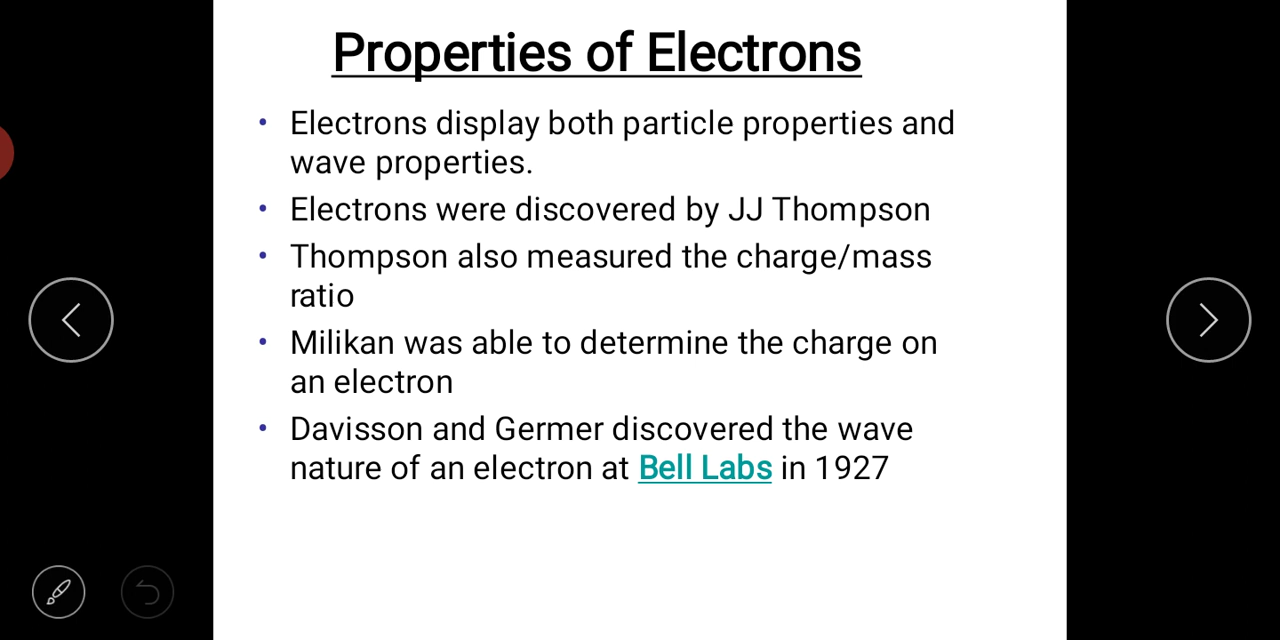 Properties of Electrons
• Electrons display both particle properties and
wave properties.
• Electrons were discovered by JJ Thompson
• Thompson also measured the charge/mass
ratio
• Milikan was able to determine the charge on
an electron
• Davisson and Germer discovered the wave
nature of an electron at Bell Labs in 1927